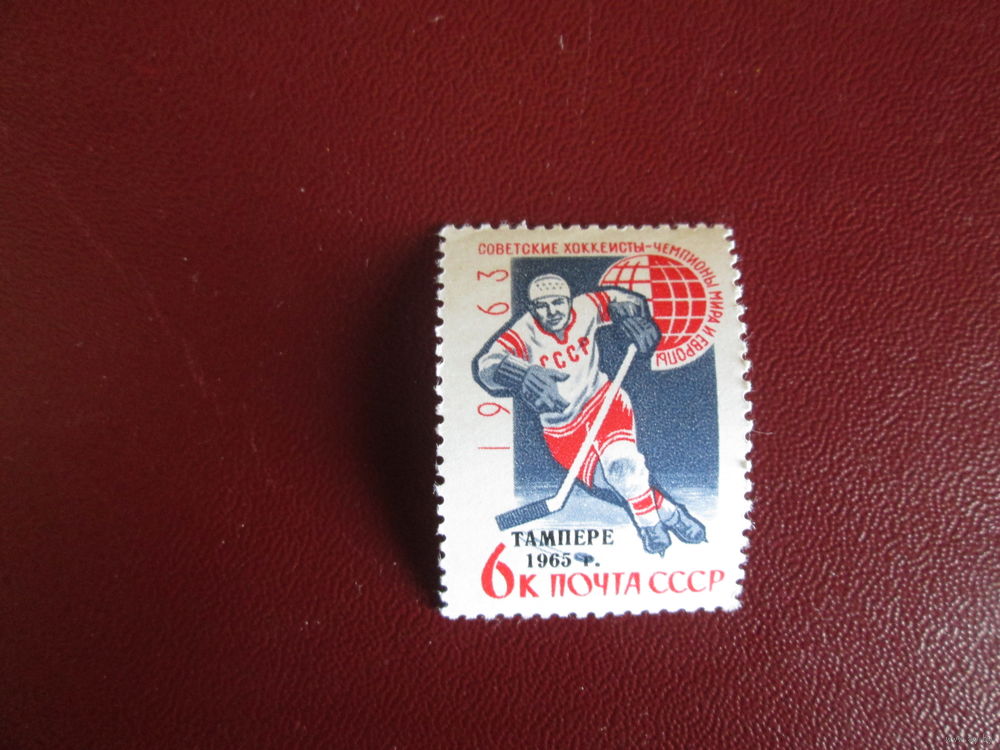 СОВЕТСКИЕ ХОККЕИСТЫ-ЧЕМПИОНЫ МИРА И ЕВРОПЫ
1963
СССР
ТАМПЕРЕ
1965 г.
6к ПОЧТА СССР